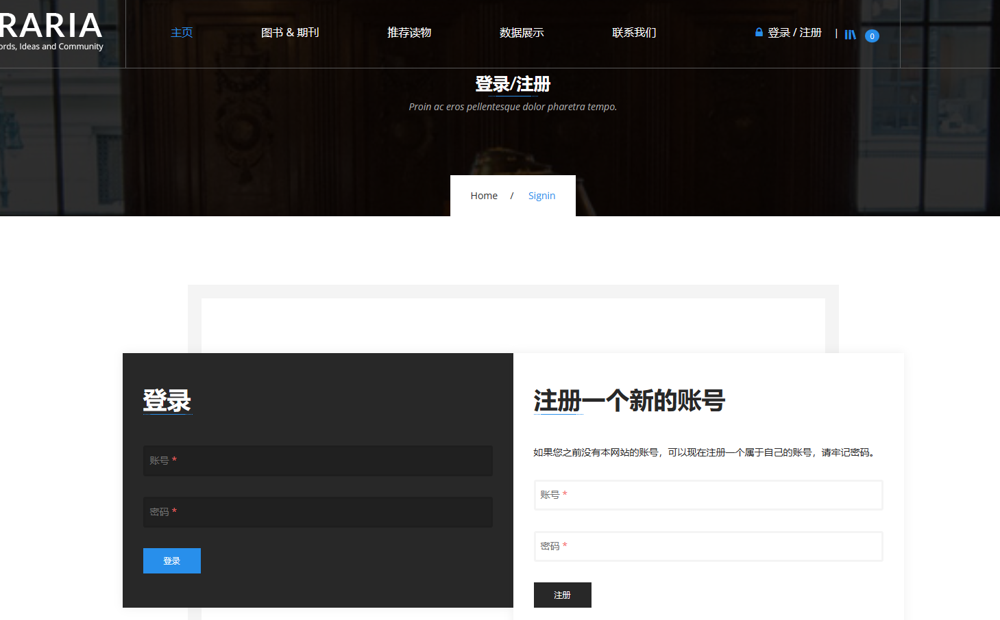 RARIA
ords, Ideas and Community
主页
图书 & 期刊
推荐读物
数据展示
联系我们
登录 / 注册 | 0
登录/注册
Proin ac eros pellentesque dolor pharetra tempo.
Home / Signin
登录
账号 *
密码 *
登录
注册一个新的账号
如果您之前没有本网站的账号，可以现在注册一个属于自己的账号，请牢记密码。
账号 *
密码 *
注册